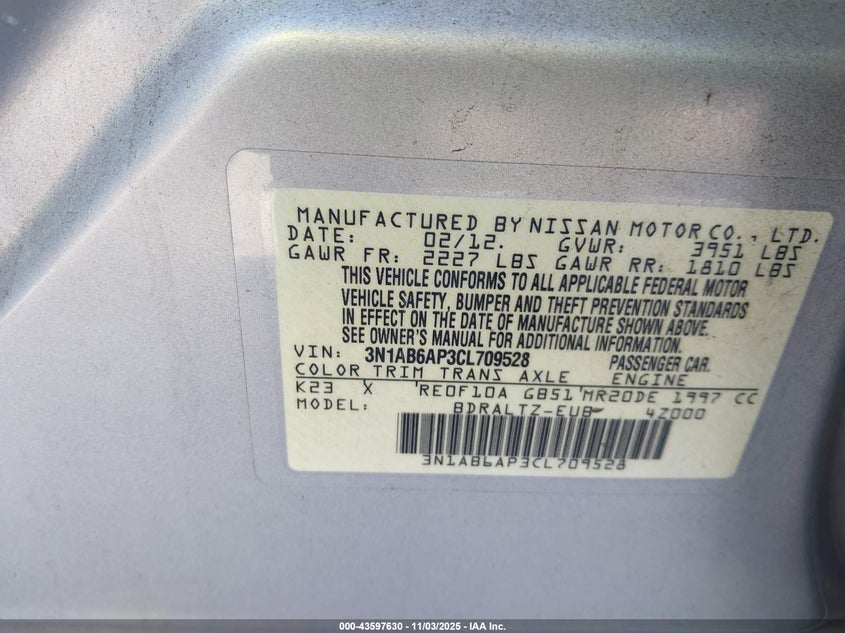 MANUFACTURED BY NISSAN MOTOR CO., LTD.
DATE: 02/12. GVWR: 3951 LBS
GAWR FR: 2227 LBS GAWR RR: 1810 LBS
THIS VEHICLE CONFORMS TO ALL APPLICABLE FEDERAL MOTOR
VEHICLE SAFETY, BUMPER AND THEFT PREVENTION STANDARDS
IN EFFECT ON THE DATE OF MANUFACTURE SHOWN ABOVE.
SEE OWNER'S MANUAL FOR ADDITIONAL INFORMATION.
VIN: 3N1AB6AP3CL709528 PASSENGER CAR.
COLOR TRIM TRANS AXLE ENGINE
K23 X RE0F10A GB51 MR20DE 1997 CC
MODEL: BDRALTZ-EUB- 4Z000
3N1AB6AP3CL709528
000-43597630 - 11/03/2025 - IAA Inc.